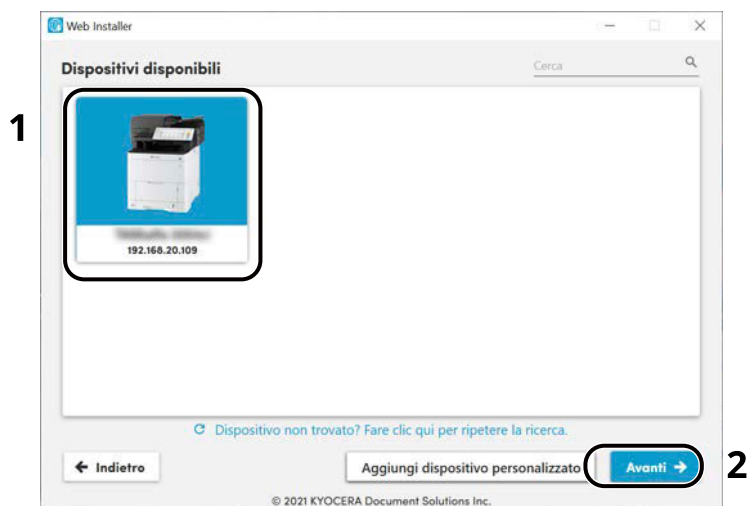 Web Installer
Dispositivi disponibili
Cerca
1
192.168.20.109
Dispositivo non trovato? Fare clic qui per ripetere la ricerca.
Indietro
Aggiungi dispositivo personalizzato
Avanti
2
© 2021 KYOCERA Document Solutions Inc.